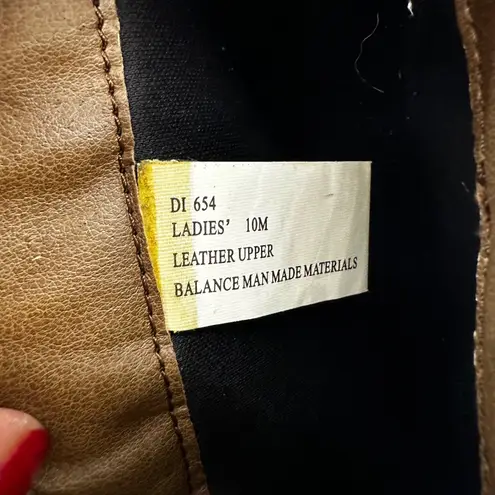 DI 654
LADIES' 10M
LEATHER UPPER
BALANCE MAN MADE MATERIALS